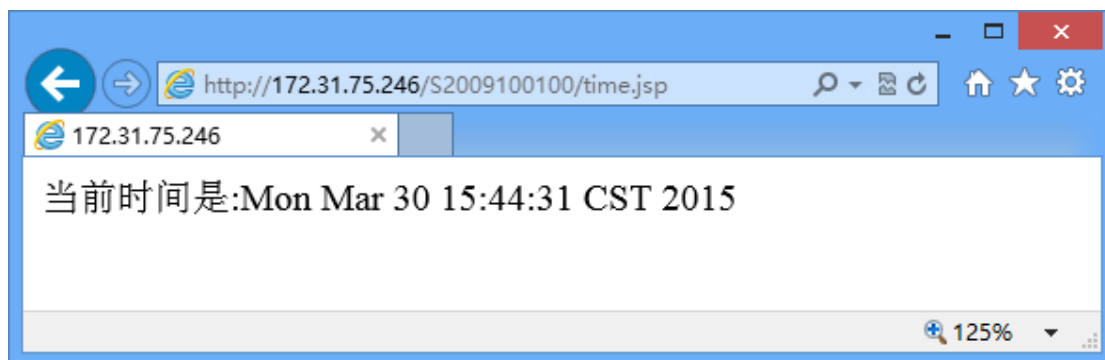 http://172.31.75.246/S2009100100/time.jsp
172.31.75.246
当前时间是:Mon Mar 30 15:44:31 CST 2015
125%